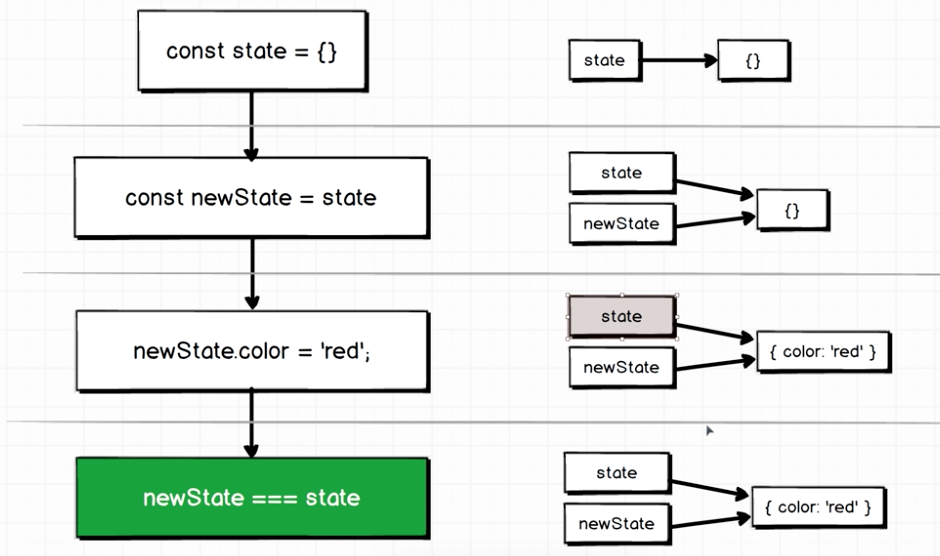 const state = {}
state
{}
const newState = state
state
newState
{}
newState.color = 'red';
state
newState
{ color: 'red' }
newState === state
state
newState
{ color: 'red' }